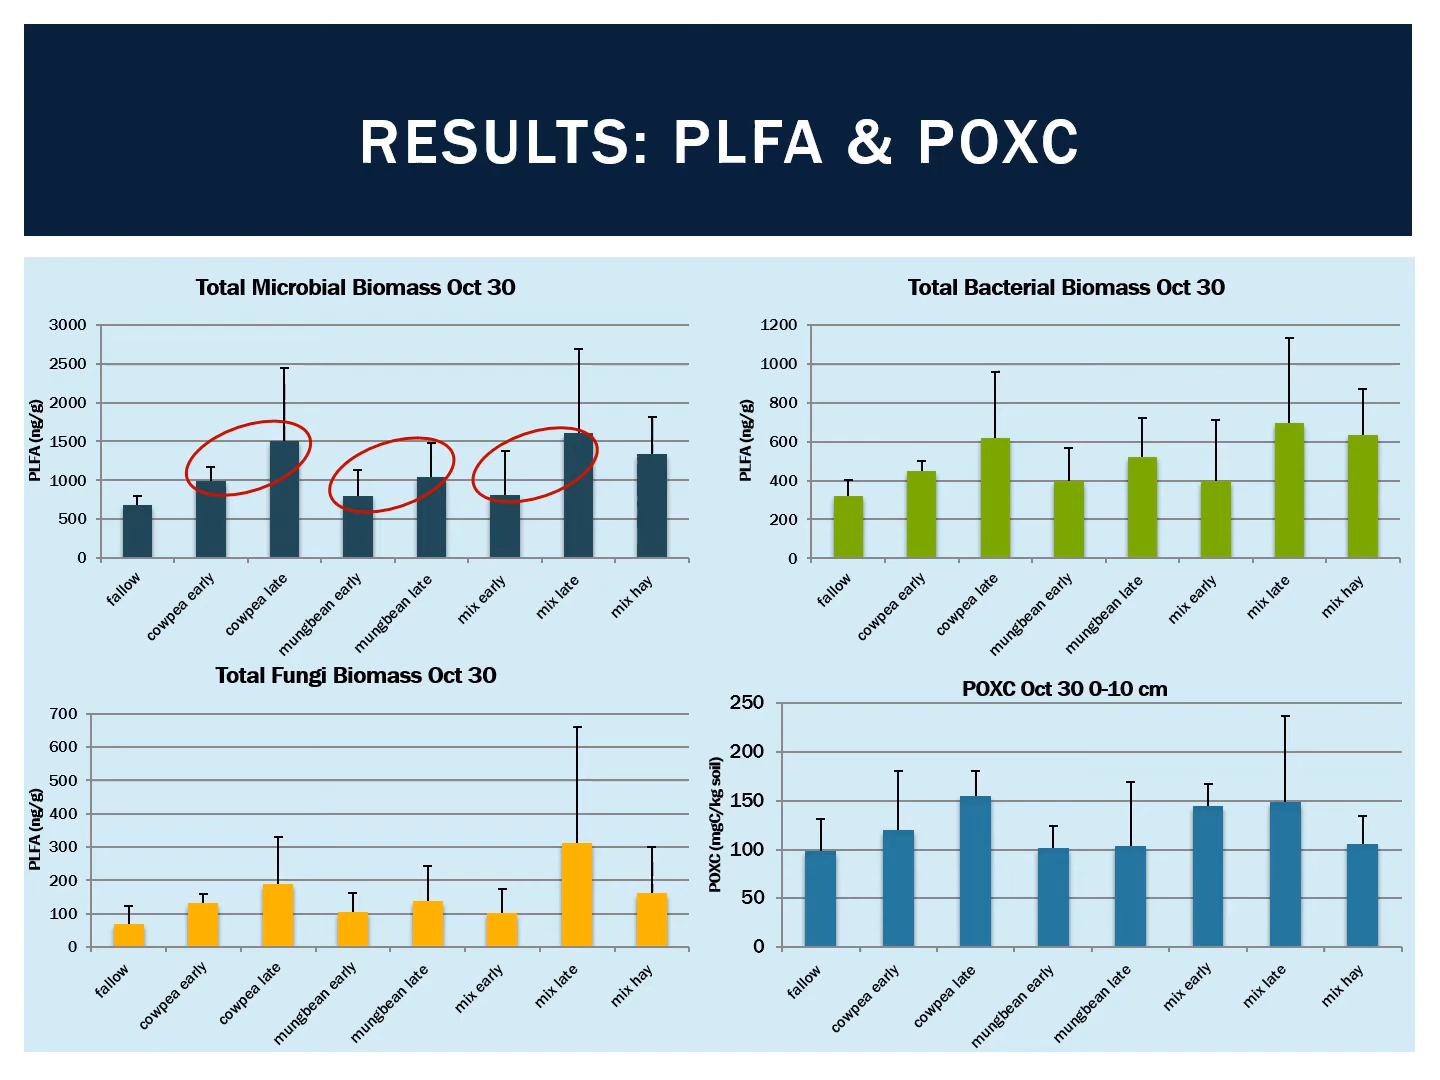 RESULTS: PLFA & POXC
Total Microbial Biomass Oct 30
PLFA (ng/g)
3000
2500
2000
1500
1000
500
0
fallow
cowpea early
cowpea late
mungbean early
mungbean late
mix early
mix late
mix hay
Total Bacterial Biomass Oct 30
PLFA (ng/g)
1200
1000
800
600
400
200
0
fallow
cowpea early
cowpea late
mungbean early
mungbean late
mix early
mix late
mix hay
Total Fungi Biomass Oct 30
PLFA (ng/g)
700
600
500
400
300
200
100
0
fallow
cowpea early
cowpea late
mungbean early
mungbean late
mix early
mix late
mix hay
POXC Oct 30 0-10 cm
POXC (mgC/kg soil)
250
200
150
100
50
0
fallow
cowpea early
cowpea late
mungbean early
mungbean late
mix early
mix late
mix hay